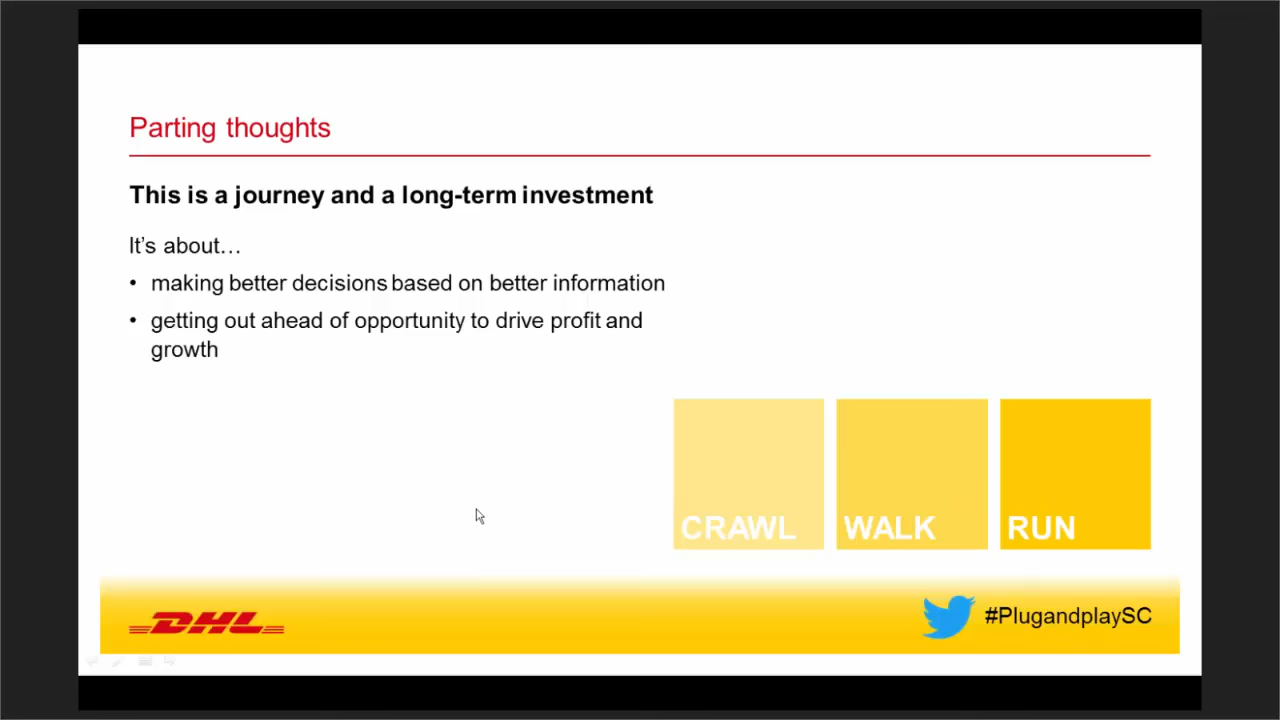 Parting thoughts
This is a journey and a long-term investment
It's about…
• making better decisions based on better information
• getting out ahead of opportunity to drive profit and
growth
CRAWL
WALK
RUN
DHL
#PlugandplaySC